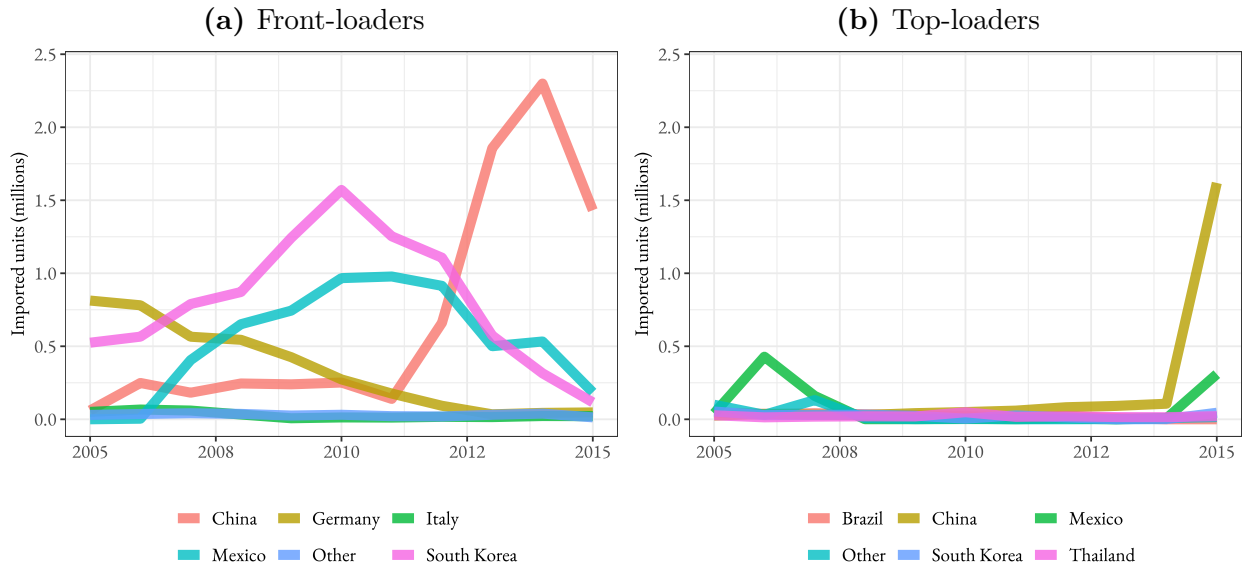 (a) Front-loaders
(b) Top-loaders
Imported units (millions)
2.5
2.0
1.5
1.0
0.5
0.0
2005 2008 2010 2012 2015
China Germany Italy
Mexico Other South Korea
Imported units (millions)
2.5
2.0
1.5
1.0
0.5
0.0
2005 2008 2010 2012 2015
Brazil China Mexico
Other South Korea Thailand